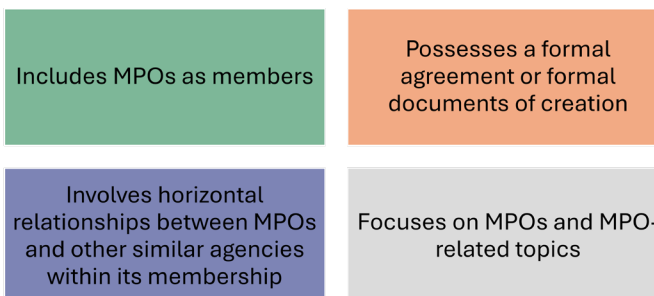 Includes MPOs as members
Possesses a formal
agreement or formal
documents of creation
Involves horizontal
relationships between MPOs
and other similar agencies
within its membership
Focuses on MPOs and MPO-
related topics